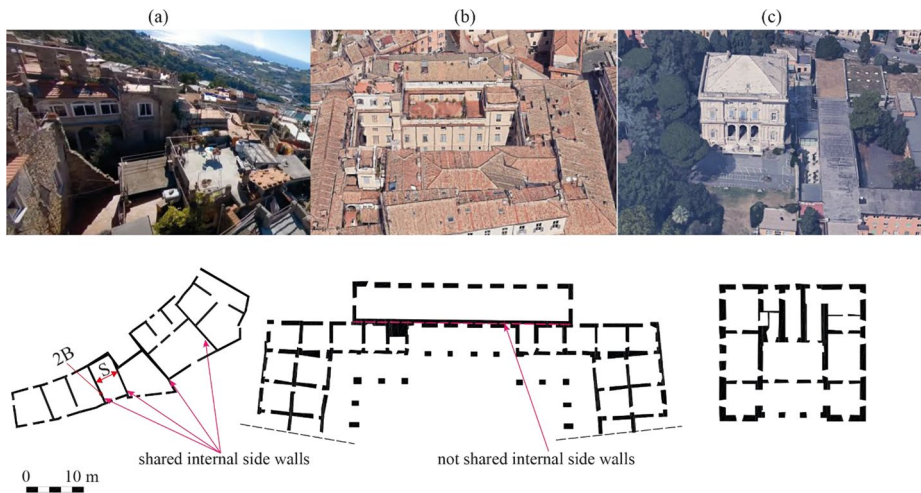 (a)
(b)
(c)
2B
S
shared internal side walls
not shared internal side walls
0 10 m